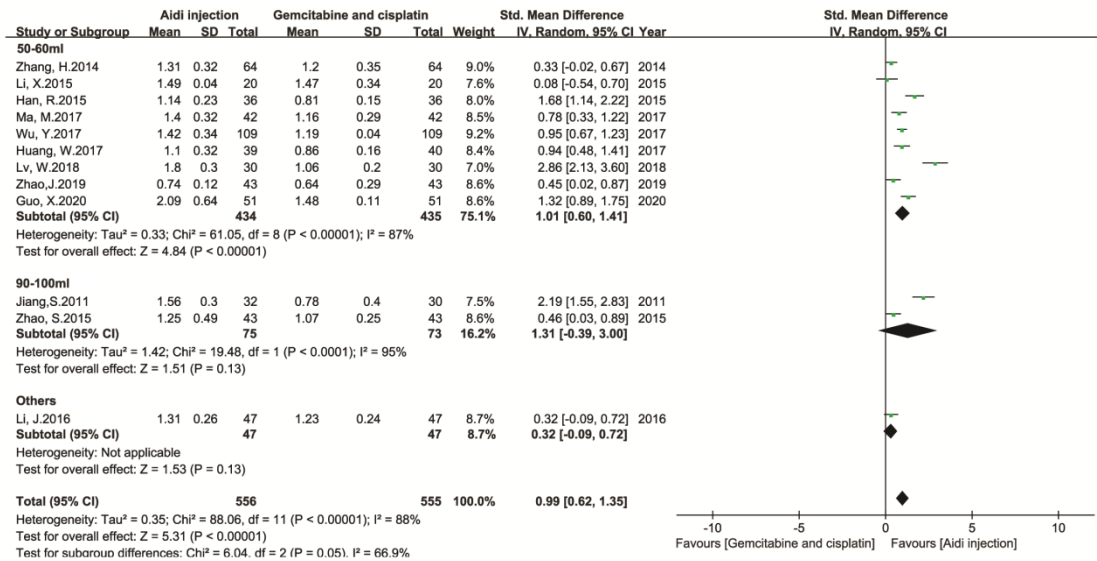 Aidi injection Gemcitabine and cisplatin Std. Mean Difference Std. Mean Difference
Study or Subgroup Mean SD Total Mean SD Total Weight IV, Random, 95% CI Year IV, Random, 95% CI
50-60ml
Zhang, H.2014 1.31 0.32 64 1.2 0.35 64 9.0% 0.33 [-0.02, 0.67] 2014
Li, X.2015 1.49 0.04 20 1.47 0.34 20 7.6% 0.08 [-0.54, 0.70] 2015
Han, R.2015 1.14 0.23 36 0.81 0.15 36 8.0% 1.68 [1.14, 2.22] 2015
Ma, M.2017 1.4 0.32 42 1.16 0.29 42 8.5% 0.78 [0.33, 1.22] 2017
Wu, Y.2017 1.42 0.34 109 1.19 0.04 109 9.2% 0.95 [0.67, 1.23] 2017
Huang, W.2017 1.1 0.32 39 0.86 0.16 40 8.4% 0.94 [0.48, 1.41] 2017
Lv, W.2018 1.8 0.3 30 1.06 0.2 30 7.0% 2.86 [2.13, 3.60] 2018
Zhao,J.2019 0.74 0.12 43 0.64 0.29 43 8.6% 0.45 [0.02, 0.87] 2019
Guo, X.2020 2.09 0.64 51 1.48 0.11 51 8.6% 1.32 [0.89, 1.75] 2020
Subtotal (95% CI) 434 435 75.1% 1.01 [0.60, 1.41]
Heterogeneity: Tau² = 0.33; Chi² = 61.05, df = 8 (P < 0.00001); I² = 87%
Test for overall effect: Z = 4.84 (P < 0.00001)
90-100ml
Jiang,S.2011 1.56 0.3 32 0.78 0.4 30 7.5% 2.19 [1.55, 2.83] 2011
Zhao, S.2015 1.25 0.49 43 1.07 0.25 43 8.6% 0.46 [0.03, 0.89] 2015
Subtotal (95% CI) 75 73 16.2% 1.31 [-0.39, 3.00]
Heterogeneity: Tau² = 1.42; Chi² = 19.48, df = 1 (P < 0.0001); I² = 95%
Test for overall effect: Z = 1.51 (P = 0.13)
Others
Li, J.2016 1.31 0.26 47 1.23 0.24 47 8.7% 0.32 [-0.09, 0.72] 2016
Subtotal (95% CI) 47 47 8.7% 0.32 [-0.09, 0.72]
Heterogeneity: Not applicable
Test for overall effect: Z = 1.53 (P = 0.13)
Total (95% CI) 556 555 100.0% 0.99 [0.62, 1.35]
Heterogeneity: Tau² = 0.35; Chi² = 88.06, df = 11 (P < 0.00001); I² = 88%
Test for overall effect: Z = 5.31 (P < 0.00001)
Test for subgroup differences: Chi² = 6.04, df = 2 (P = 0.05), I² = 66.9%
-10 -5 0 5 10
Favours [Gemcitabine and cisplatin] Favours [Aidi injection]